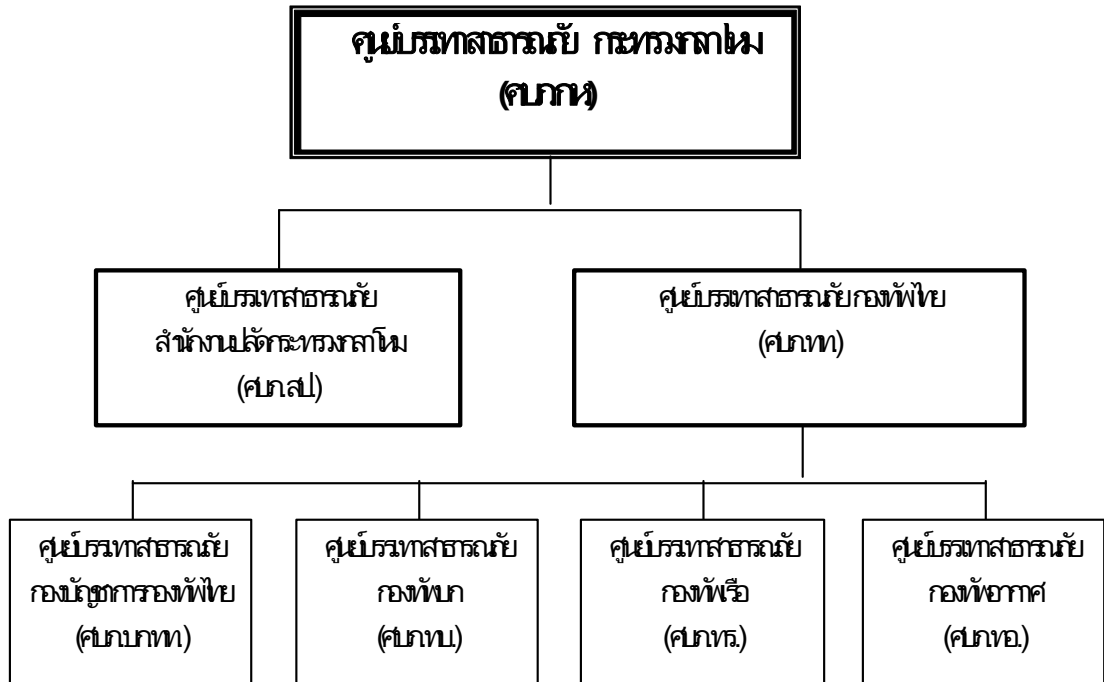 ศูนย์บรรเทาสาธารณภัย กระทรวงกลาโหม
(ศบภ.กห.)
ศูนย์บรรเทาสาธารณภัย
สำนักงานปลัดกระทรวงกลาโหม
(ศบภ.สป.)
ศูนย์บรรเทาสาธารณภัย กองทัพไทย
(ศบภ.ทท.)
ศูนย์บรรเทาสาธารณภัย
กองบัญชาการกองทัพไทย
(ศบภ.บก.ทท.)
ศูนย์บรรเทาสาธารณภัย
กองทัพบก
(ศบภ.ทบ.)
ศูนย์บรรเทาสาธารณภัย
กองทัพเรือ
(ศบภ.ทร.)
ศูนย์บรรเทาสาธารณภัย
กองทัพอากาศ
(ศบภ.ทอ.)